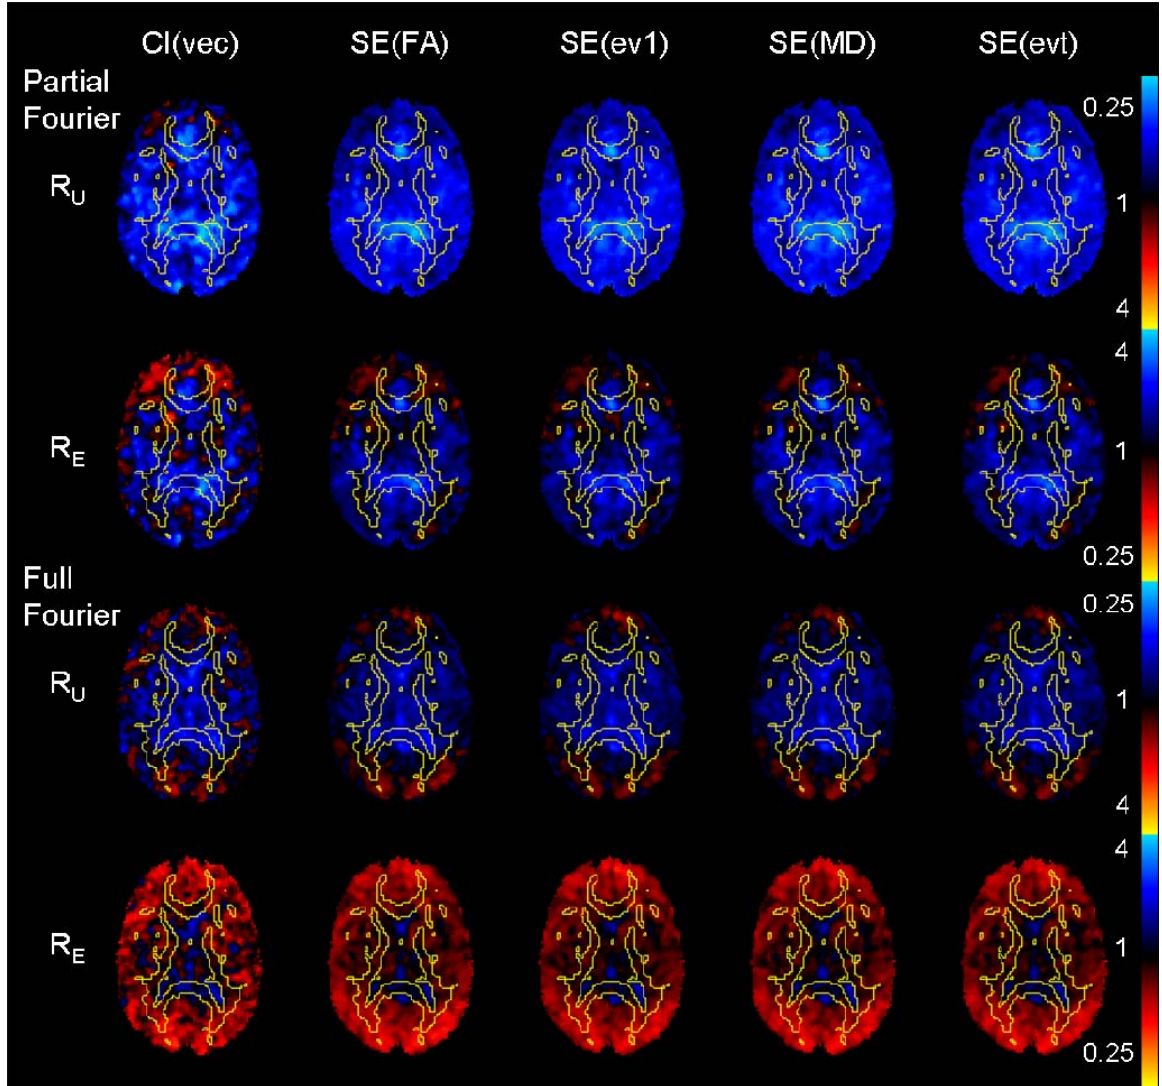 CI(vec) SE(FA) SE(ev1) SE(MD) SE(evt)
Partial
Fourier
0.25
R_U
1
4
4
R_E
1
0.25
Full
Fourier
0.25
R_U
1
4
4
R_E
1
0.25